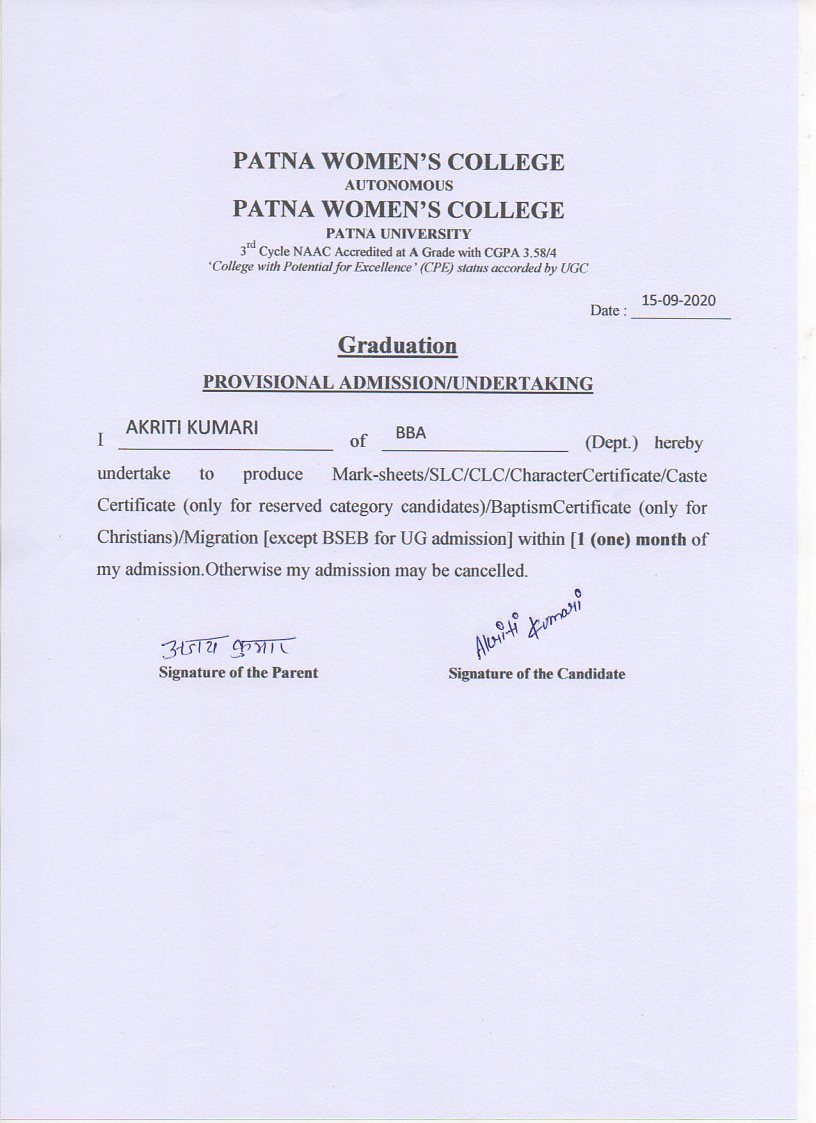 PATNA WOMEN'S COLLEGE
AUTONOMOUS
PATNA WOMEN'S COLLEGE
PATNA UNIVERSITY
3rd Cycle NAAC Accredited at A Grade with CGPA 3.58/4
'College with Potential for Excellence' (CPE) status accorded by UGC
Date : 15-09-2020
Graduation
PROVISIONAL ADMISSION/UNDERTAKING
I AKRITI KUMARI of BBA (Dept.) hereby
undertake to produce Mark-sheets/SLC/CLC/CharacterCertificate/Caste
Certificate (only for reserved category candidates)/BaptismCertificate (only for
Christians)/Migration [except BSEB for UG admission] within [1 (one) month of
my admission.Otherwise my admission may be cancelled.
अजय कुमार Akriti Kumari
Signature of the Parent Signature of the Candidate